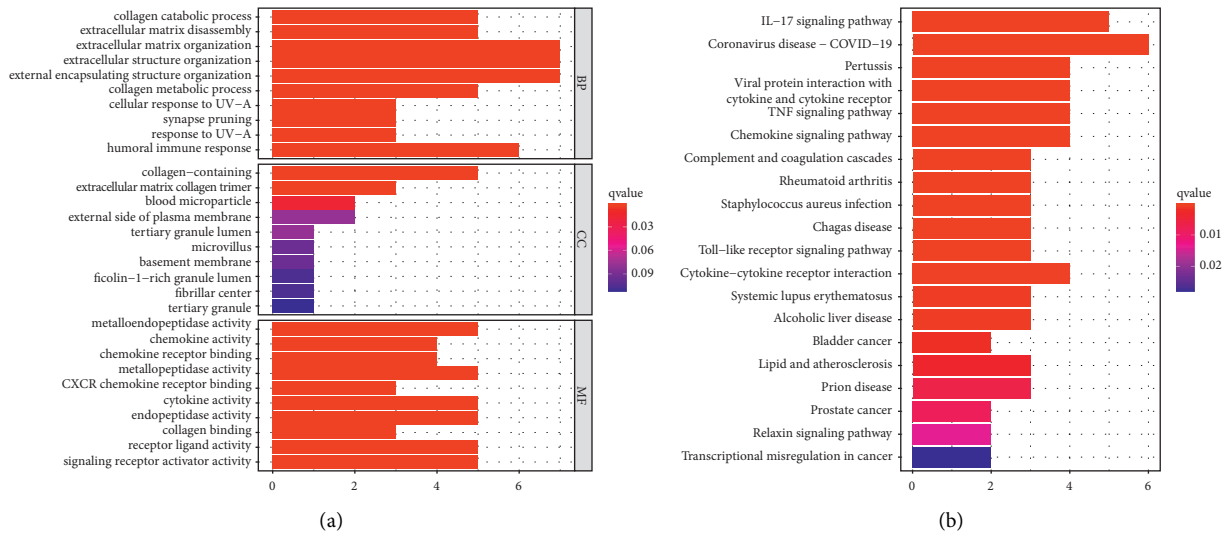 collagen catabolic process
extracellular matrix disassembly
extracellular matrix organization
extracellular structure organization
external encapsulating structure organization
collagen metabolic process
cellular response to UV−A
synapse pruning
response to UV−A
humoral immune response
BP
collagen−containing
extracellular matrix collagen trimer
blood microparticle
external side of plasma membrane
tertiary granule lumen
microvillus
basement membrane
ficolin−1−rich granule lumen
fibrillar center
tertiary granule
CC
metalloendopeptidase activity
chemokine activity
chemokine receptor binding
metallopeptidase activity
CXCR chemokine receptor binding
cytokine activity
endopeptidase activity
collagen binding
receptor ligand activity
signaling receptor activator activity
MF
0 2 4 6
qvalue
0.03
0.06
0.09
(a)
IL−17 signaling pathway
Coronavirus disease − COVID−19
Pertussis
Viral protein interaction with
cytokine and cytokine receptor
TNF signaling pathway
Chemokine signaling pathway
Complement and coagulation cascades
Rheumatoid arthritis
Staphylococcus aureus infection
Chagas disease
Toll−like receptor signaling pathway
Cytokine−cytokine receptor interaction
Systemic lupus erythematosus
Alcoholic liver disease
Bladder cancer
Lipid and atherosclerosis
Prion disease
Prostate cancer
Relaxin signaling pathway
Transcriptional misregulation in cancer
0 2 4 6
qvalue
0.01
0.02
(b)